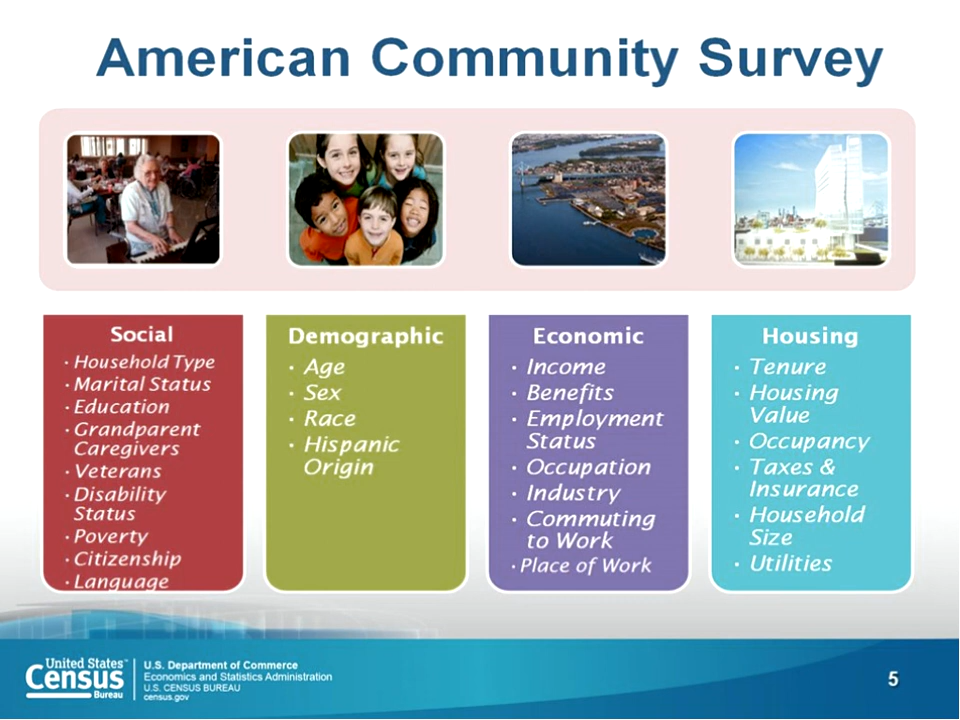 American Community Survey
Social
• Household Type
• Marital Status
• Education
• Grandparent
Caregivers
• Veterans
• Disability
Status
• Poverty
• Citizenship
• Language
Demographic
• Age
• Sex
• Race
• Hispanic
Origin
Economic
• Income
• Benefits
• Employment
Status
• Occupation
• Industry
• Commuting
to Work
• Place of Work
Housing
• Tenure
• Housing
Value
• Occupancy
• Taxes &
Insurance
• Household
Size
• Utilities
United States™
Census
Bureau
U.S. Department of Commerce
Economics and Statistics Administration
U.S. CENSUS BUREAU
census.gov
5